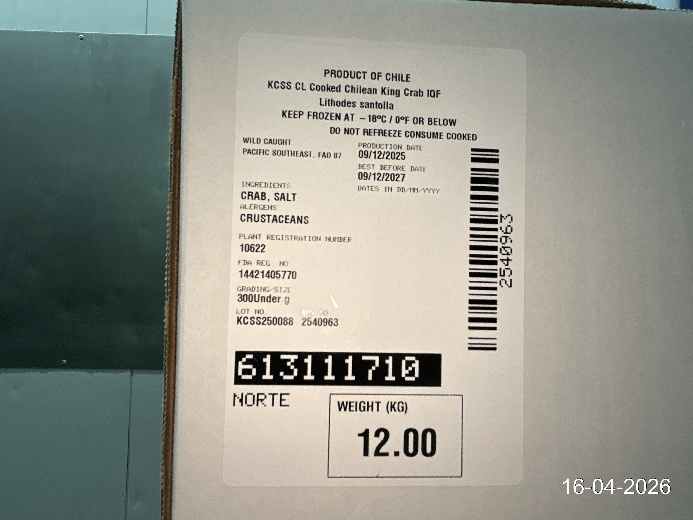 PRODUCT OF CHILE
KCSS CL Cooked Chilean King Crab IQF
Lithodes santolla
KEEP FROZEN AT –18ºC / 0ºF OR BELOW
DO NOT REFREEZE CONSUME COOKED
WILD CAUGHT
PACIFIC SOUTHEAST. FAO 87
PRODUCTION DATE
09/12/2025
BEST BEFORE DATE
09/12/2027
DATES IN DD/MM/YYYY
INGREDIENTS
CRAB, SALT
ALERGENS
CRUSTACEANS
PLANT REGISTRATION NUMBER
10622
FDA REG NO
14421405770
GRADING/SIZE
300Under g
LOT NO
KCSS250088 2540963
2540963
613111710
NORTE
WEIGHT (KG)
12.00
16-04-2026